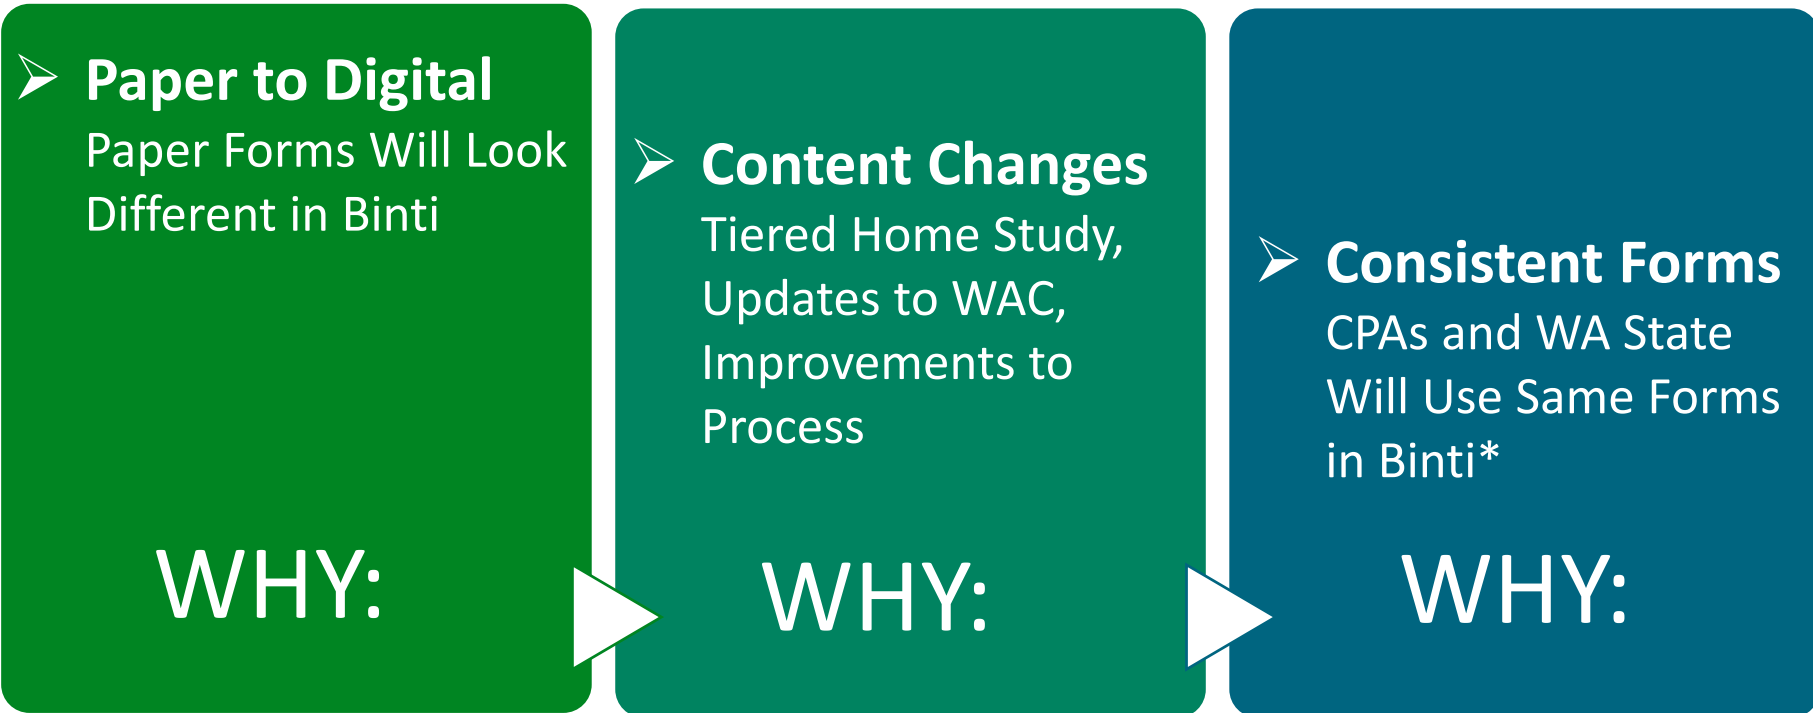 Paper to Digital
Paper Forms Will Look
Different in Binti
WHY:
Content Changes
Tiered Home Study,
Updates to WAC,
Improvements to
Process
WHY:
Consistent Forms
CPAs and WA State
Will Use Same Forms
in Binti*
WHY: